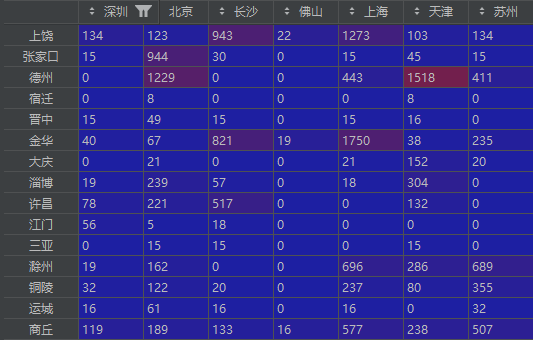 深圳 北京 长沙 佛山 上海 天津 苏州
上饶 134 123 943 22 1273 103 134
张家口 15 944 30 0 15 45 15
德州 0 1229 0 0 443 1518 411
宿迁 0 8 0 0 0 8 0
晋中 15 49 15 0 15 16 0
金华 40 67 821 19 1750 38 235
大庆 0 21 0 0 21 152 20
淄博 19 239 57 0 18 304 0
许昌 78 221 517 0 0 132 0
江门 56 5 18 0 0 0 0
三亚 0 15 15 0 0 15 0
滁州 19 162 0 0 696 286 689
铜陵 32 122 20 0 237 80 355
运城 16 61 16 0 16 0 32
商丘 119 189 133 16 577 238 507